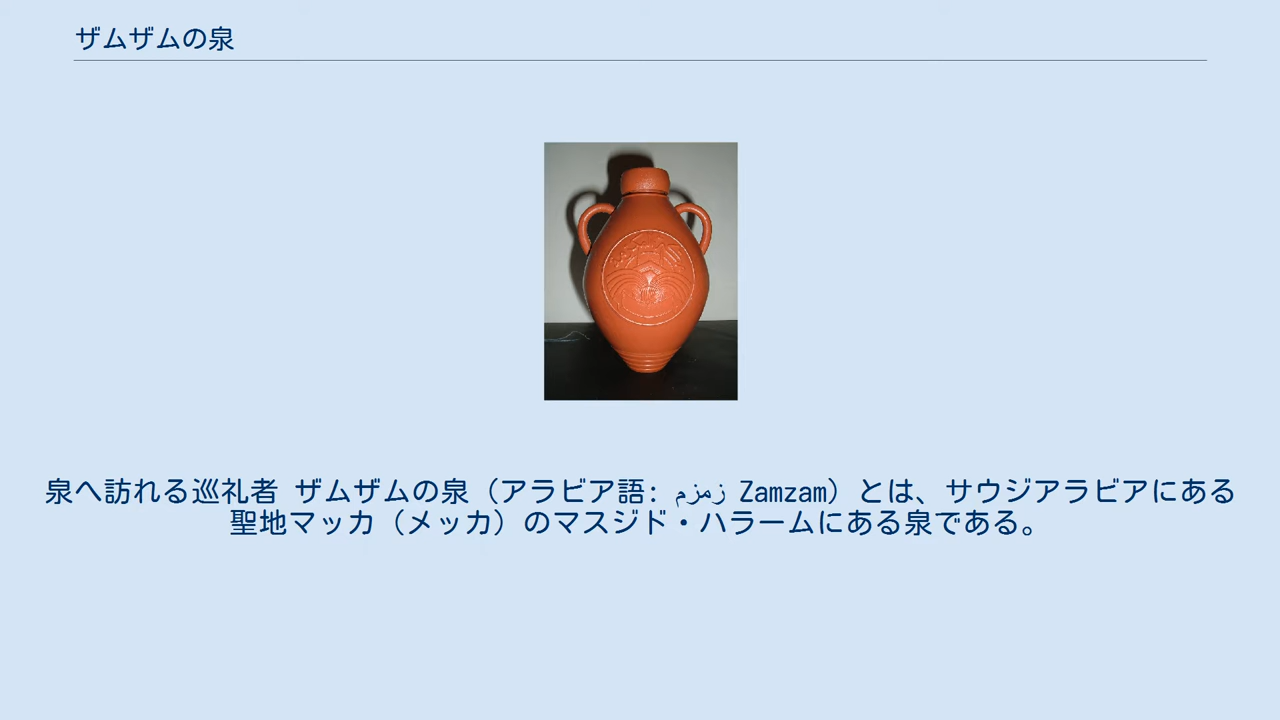 ザムザムの泉
泉へ訪れる巡礼者 ザムザムの泉（アラビア語: زمزم Zamzam）とは、サウジアラビアにある
聖地マッカ（メッカ）のマスジド・ハラームにある泉である。